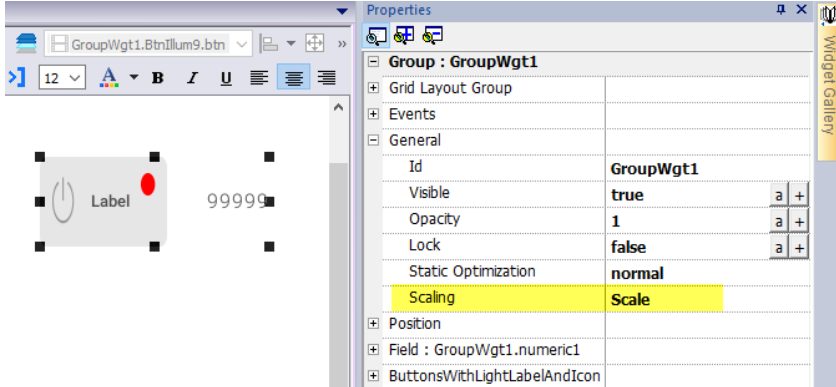 Properties
GroupWgt1.BtnIllum9.btn
»
12 A B I U
Label
99999
Group : GroupWgt1
Grid Layout Group
Events
General
Id GroupWgt1
Visible true a +
Opacity 1 a +
Lock false a +
Static Optimization normal
Scaling Scale
Position
Field : GroupWgt1.numeric1
ButtonsWithLightLabelAndIcon
Widget Gallery